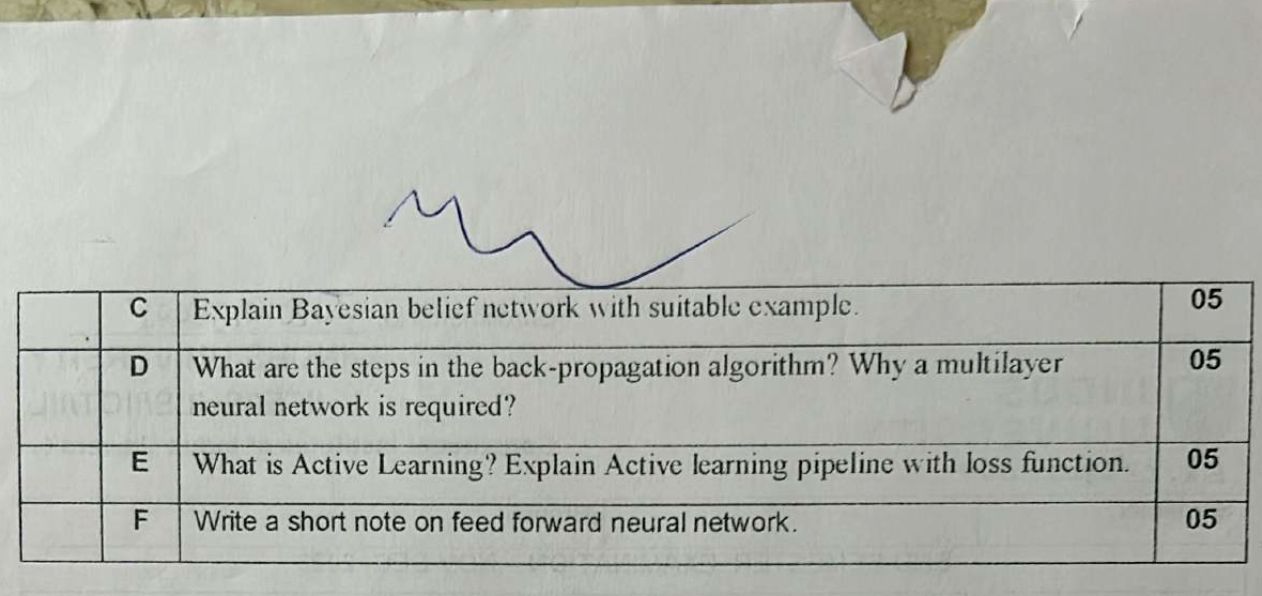 C Explain Bayesian belief network with suitable example. 05
D What are the steps in the back-propagation algorithm? Why a multilayer 05
neural network is required?
E What is Active Learning? Explain Active learning pipeline with loss function. 05
F Write a short note on feed forward neural network. 05